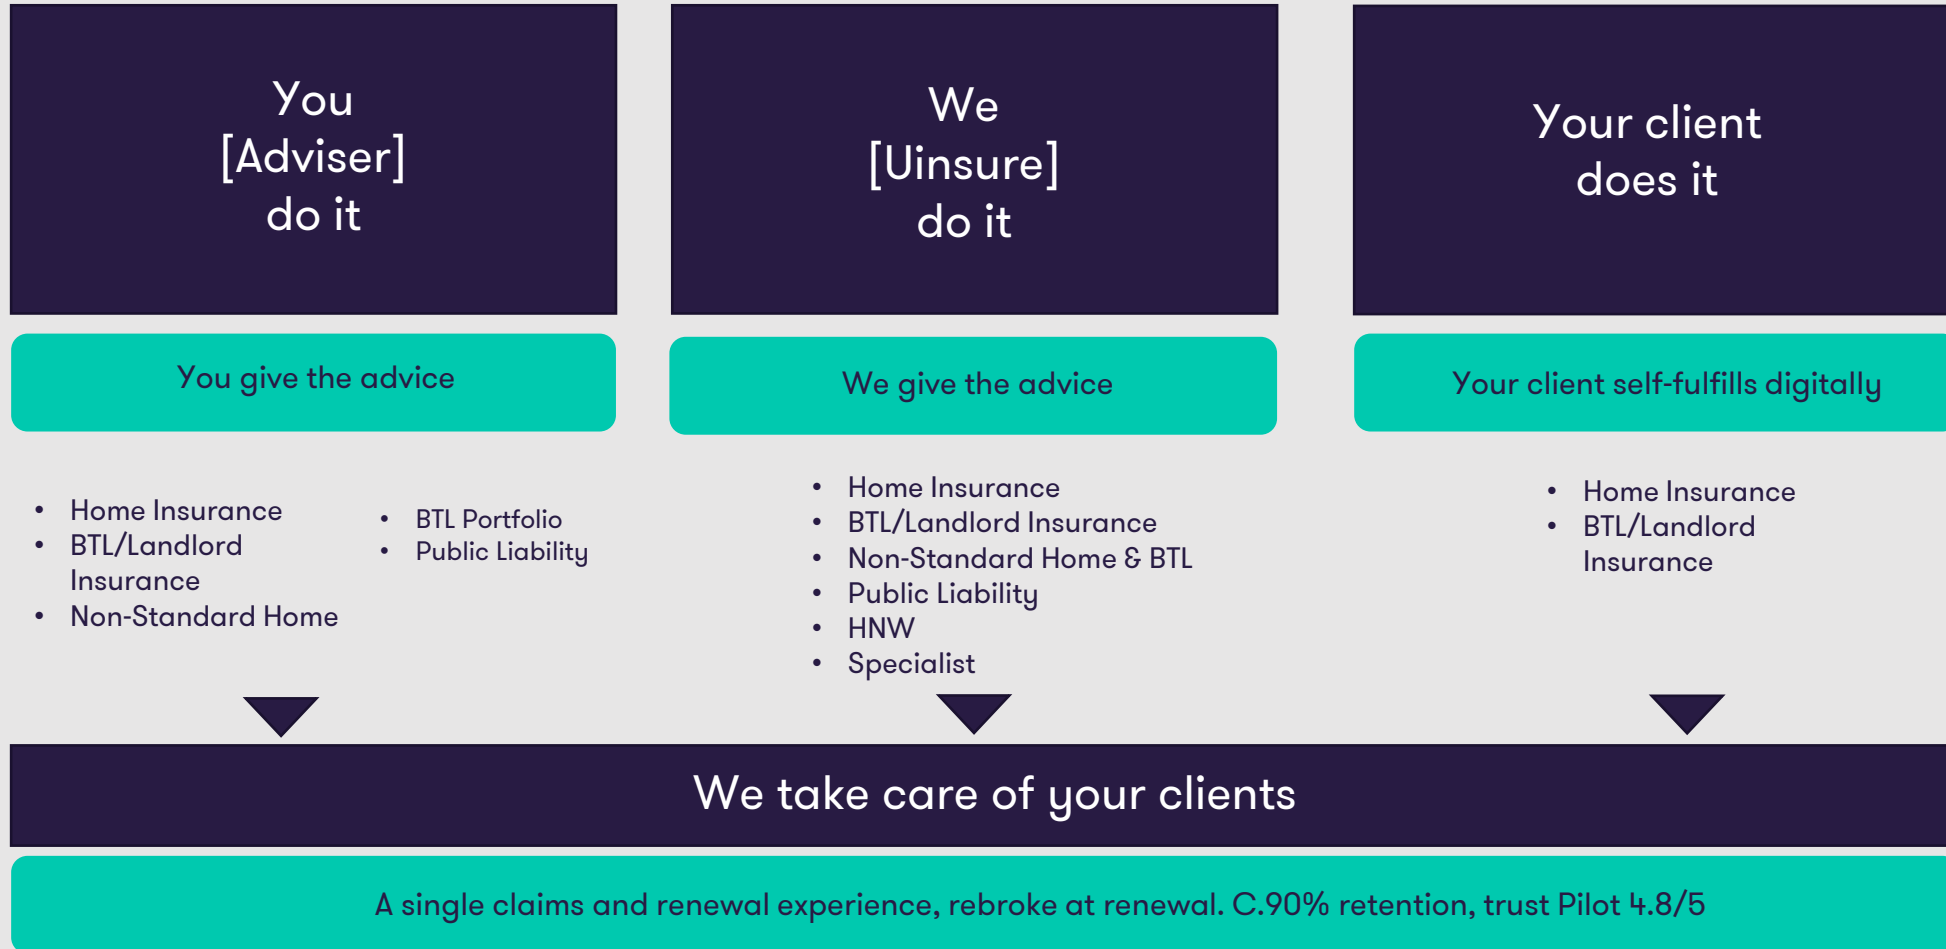 You
[Adviser]
do it
You give the advice
• Home Insurance
• BTL/Landlord
Insurance
• Non-Standard Home
• BTL Portfolio
• Public Liability
We
[Uinsure]
do it
We give the advice
• Home Insurance
• BTL/Landlord Insurance
• Non-Standard Home & BTL
• Public Liability
• HNW
• Specialist
Your client
does it
Your client self-fulfills digitally
• Home Insurance
• BTL/Landlord
Insurance
We take care of your clients
A single claims and renewal experience, rebroke at renewal. C.90% retention, trust Pilot 4.8/5